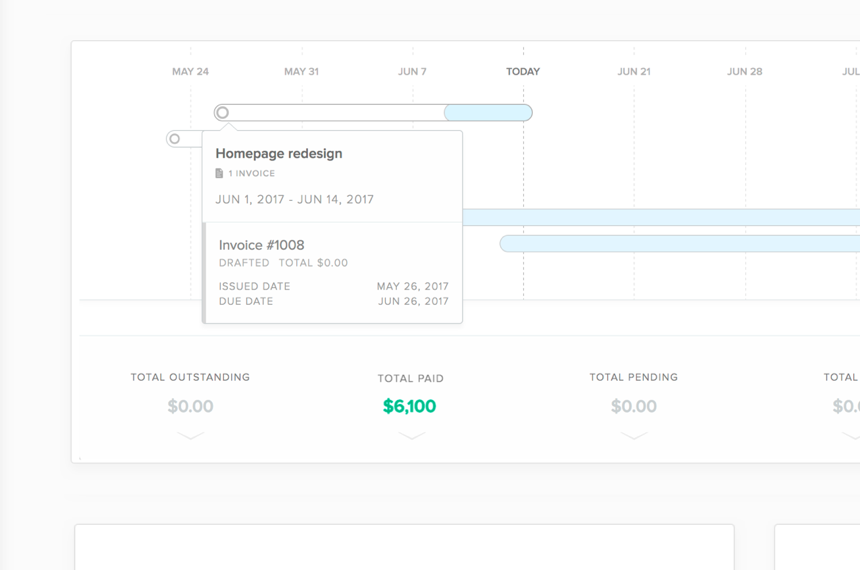 MAY 24 MAY 31 JUN 7 TODAY JUN 21 JUN 28 JUL
Homepage redesign
1 INVOICE
JUN 1, 2017 - JUN 14, 2017
Invoice #1008
DRAFTED TOTAL $0.00
ISSUED DATE MAY 26, 2017
DUE DATE JUN 26, 2017
TOTAL OUTSTANDING TOTAL PAID TOTAL PENDING TOTAL
$0.00 $6,100 $0.00 $0.